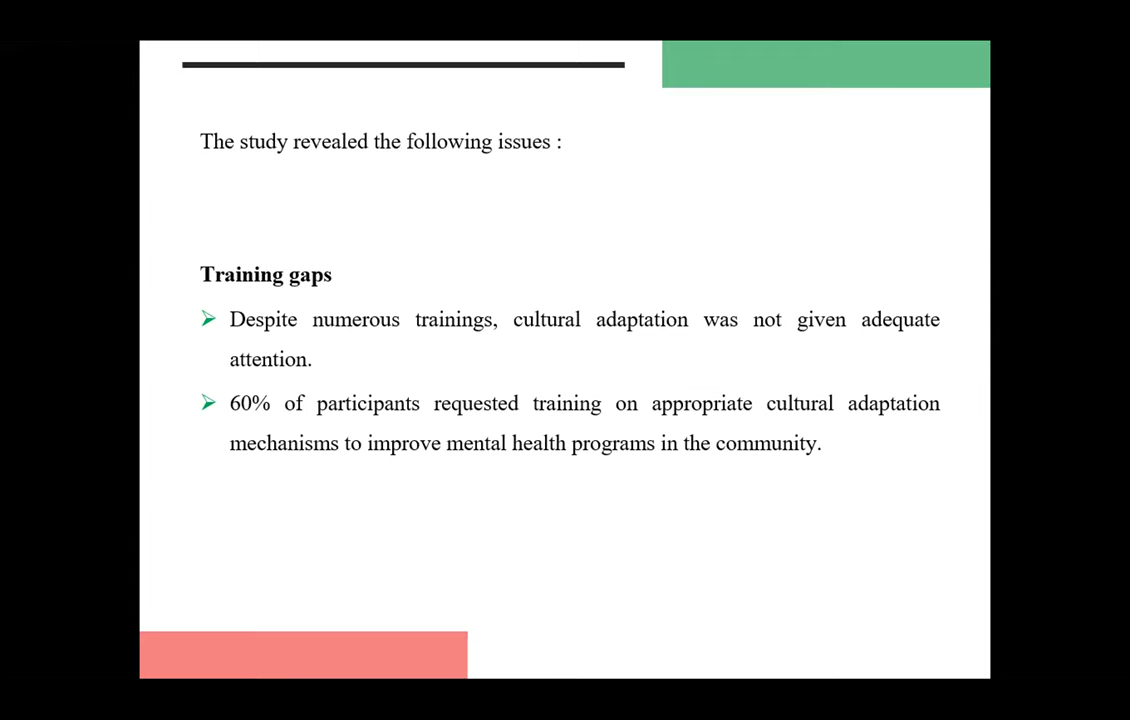 The study revealed the following issues :
Training gaps
Despite numerous trainings, cultural adaptation was not given adequate
attention.
60% of participants requested training on appropriate cultural adaptation
mechanisms to improve mental health programs in the community.